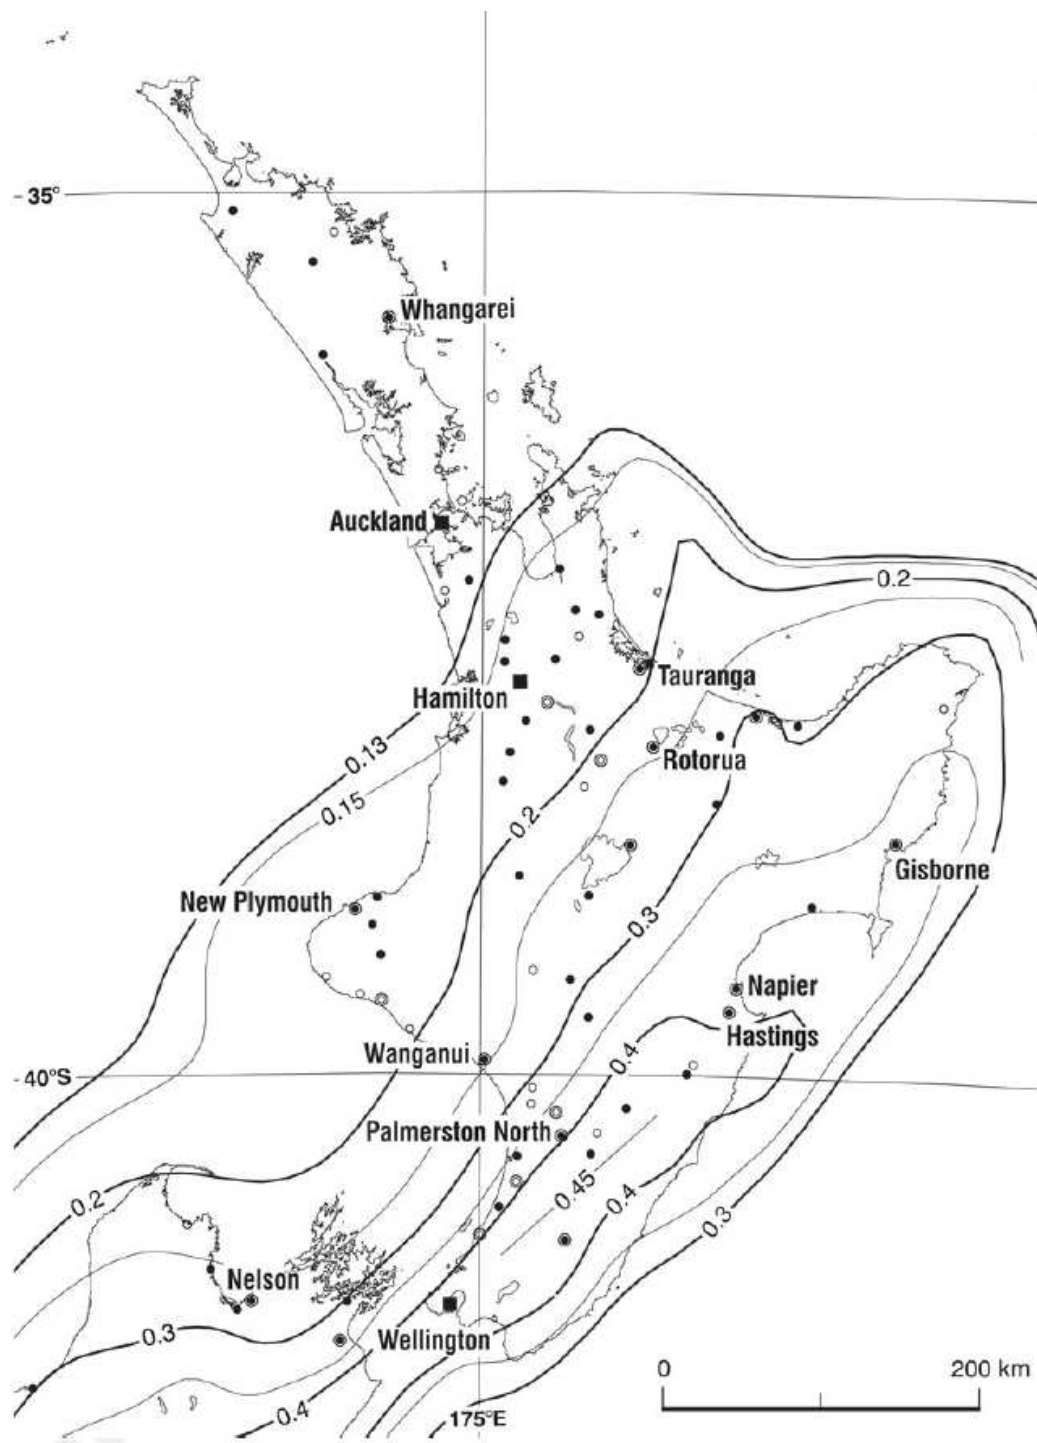 35°
Whangarei
Auckland
0.2
Tauranga
Hamilton
Rotorua
0.13
0.15
0.2
Gisborne
New Plymouth
0.3
Napier
Hastings
Wanganui
0.4
40°S
Palmerston North
0.45
0.4
0.2
0.3
Nelson
0.3
Wellington
0 200 km
0.4
175°E